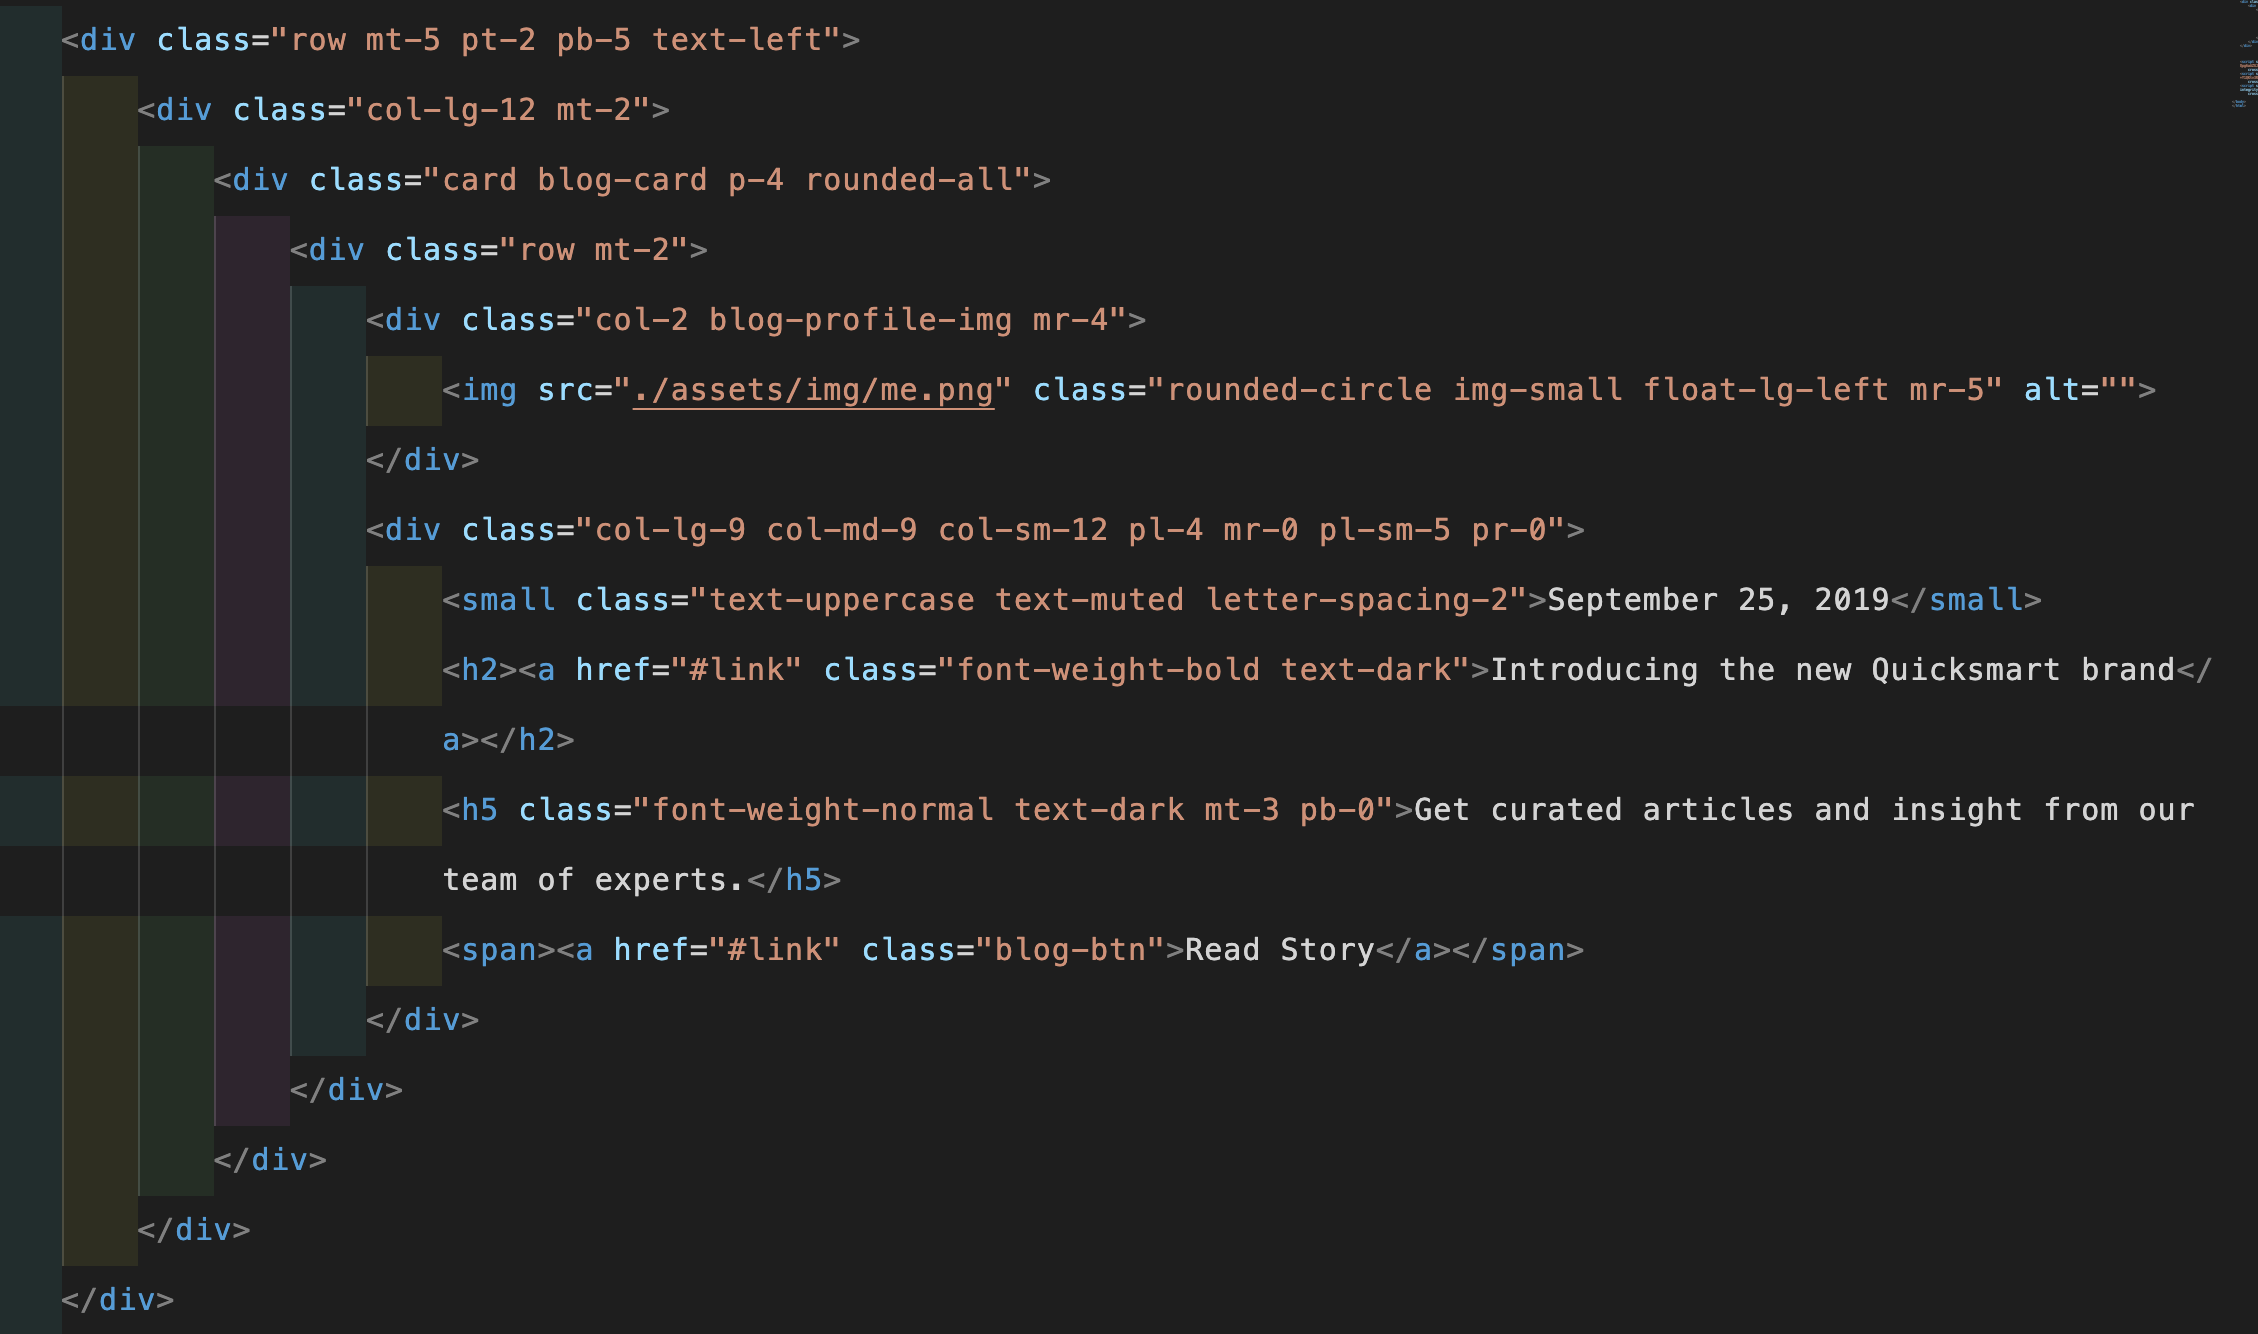 <div class="row mt-5 pt-2 pb-5 text-left">
<div class="col-lg-12 mt-2">
<div class="card blog-card p-4 rounded-all">
<div class="row mt-2">
<div class="col-2 blog-profile-img mr-4">
<img src="./assets/img/me.png" class="rounded-circle img-small float-lg-left mr-5" alt="">
</div>
<div class="col-lg-9 col-md-9 col-sm-12 pl-4 mr-0 pl-sm-5 pr-0">
<small class="text-uppercase text-muted letter-spacing-2">September 25, 2019</small>
<h2><a href="#link" class="font-weight-bold text-dark">Introducing the new Quicksmart brand</
a></h2>
<h5 class="font-weight-normal text-dark mt-3 pb-0">Get curated articles and insight from our
team of experts.</h5>
<span><a href="#link" class="blog-btn">Read Story</a></span>
</div>
</div>
</div>
</div>
</div>